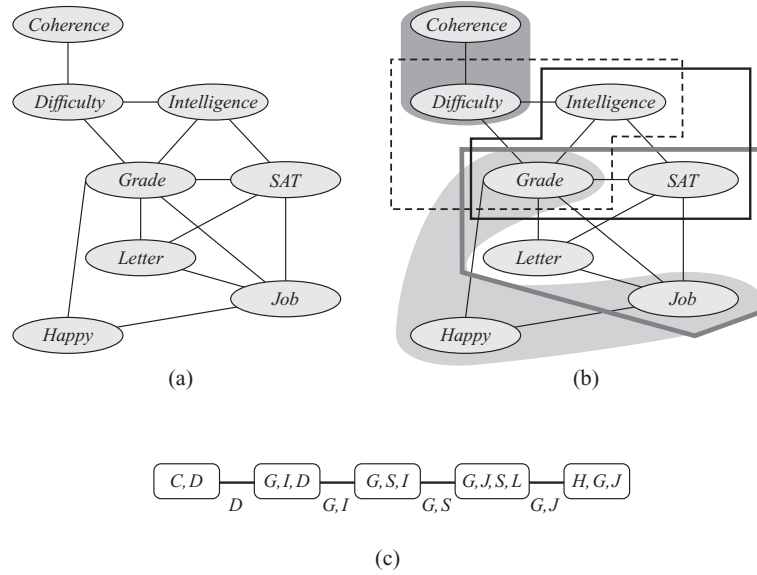 Coherence
Difficulty
Intelligence
Grade
SAT
Letter
Job
Happy
(a)
Coherence
Difficulty
Intelligence
Grade
SAT
Letter
Job
Happy
(b)
C, D
G, I, D
G, S, I
G, J, S, L
H, G, J
D
G, I
G, S
G, J
(c)